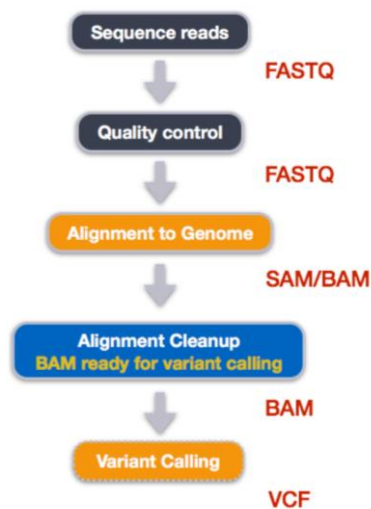 Sequence reads
FASTQ
Quality control
FASTQ
Alignment to Genome
SAM/BAM
Alignment Cleanup
BAM ready for variant calling
BAM
Variant Calling
VCF